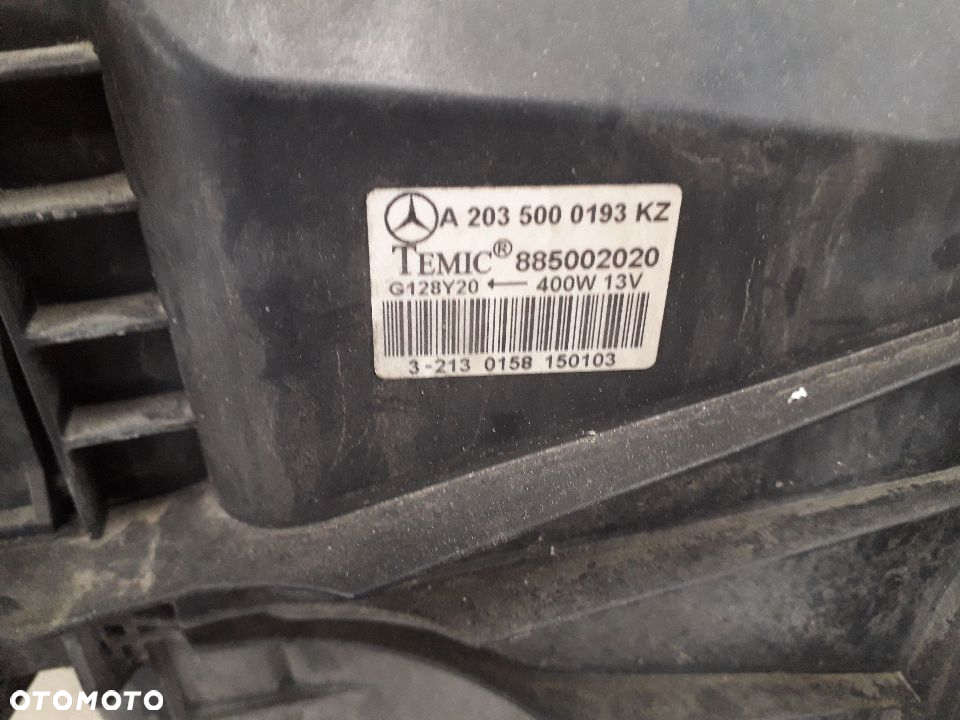 A 203 500 0193 KZ
TEMIC® 885002020
G128Y20 ← 400W 13V
3-213 0158 150103
OTOMOTO